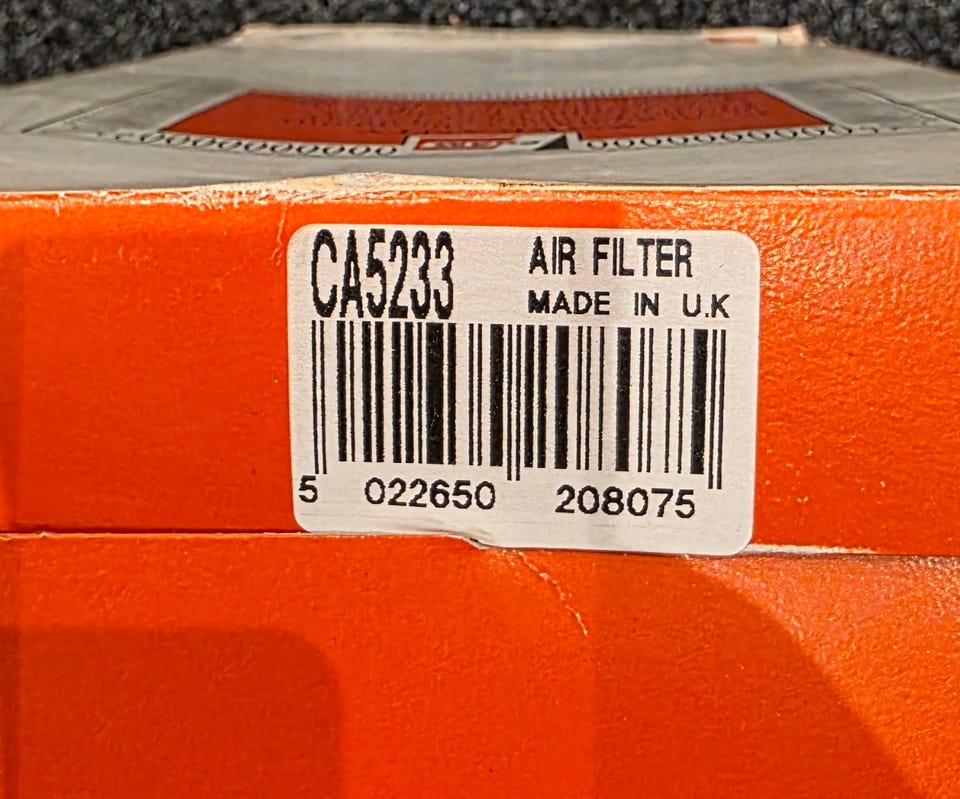 CA5233
AIR FILTER
MADE IN U.K
5 022650 208075